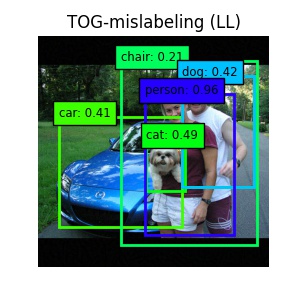 TOG-mislabeling (LL)
chair: 0.21
dog: 0.42
person: 0.96
car: 0.41
cat: 0.49